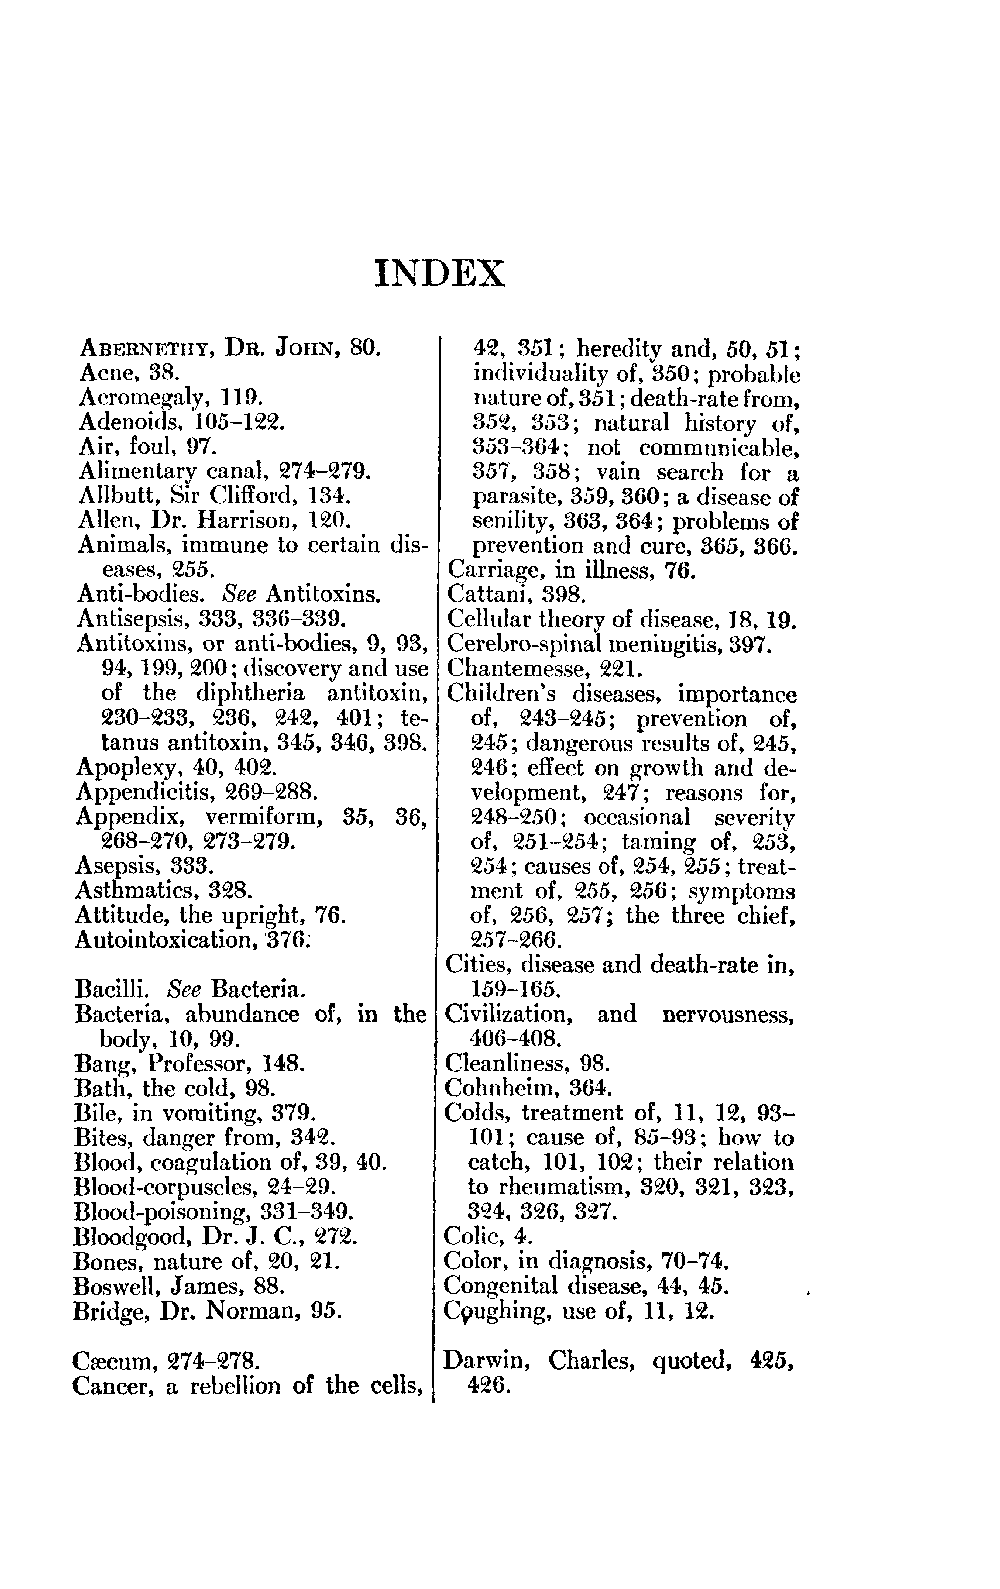 INDEX
ABERNETHY, DR. JOHN, 80.
Acne, 38.
Acromegaly, 119.
Adenoids, 105–122.
Air, foul, 97.
Alimentary canal, 274–279.
Allbutt, Sir Clifford, 134.
Allen, Dr. Harrison, 120.
Animals, immune to certain dis-
eases, 255.
Anti-bodies. See Antitoxins.
Antisepsis, 333, 336–339.
Antitoxins, or anti-bodies, 9, 93,
94, 199, 200; discovery and use
of the diphtheria antitoxin,
230–233, 236, 242, 401; te-
tanus antitoxin, 345, 346, 398.
Apoplexy, 40, 402.
Appendicitis, 269–288.
Appendix, vermiform, 35, 36,
268–270, 273–279.
Asepsis, 333.
Asthmatics, 328.
Attitude, the upright, 76.
Autointoxication, 376.

Bacilli. See Bacteria.
Bacteria, abundance of, in the
body, 10, 99.
Bang, Professor, 148.
Bath, the cold, 98.
Bile, in vomiting, 379.
Bites, danger from, 342.
Blood, coagulation of, 39, 40.
Blood-corpuscles, 24–29.
Blood-poisoning, 331–349.
Bloodgood, Dr. J. C., 272.
Bones, nature of, 20, 21.
Boswell, James, 88.
Bridge, Dr. Norman, 95.

Cæcum, 274–278.
Cancer, a rebellion of the cells,
42, 351; heredity and, 50, 51;
individuality of, 350; probable
nature of, 351; death-rate from,
352, 353; natural history of,
353–364; not communicable,
357, 358; vain search for a
parasite, 359, 360; a disease of
senility, 363, 364; problems of
prevention and cure, 365, 366.
Carriage, in illness, 76.
Cattani, 398.
Cellular theory of disease, 18, 19.
Cerebro-spinal meningitis, 397.
Chantemesse, 221.
Children's diseases, importance
of, 243–245; prevention of,
245; dangerous results of, 245,
246; effect on growth and de-
velopment, 247; reasons for,
248–250; occasional severity
of, 251–254; taming of, 253,
254; causes of, 254, 255; treat-
ment of, 255, 256; symptoms
of, 256, 257; the three chief,
257–266.
Cities, disease and death-rate in,
159–165.
Civilization, and nervousness,
406–408.
Cleanliness, 98.
Cohnheim, 364.
Colds, treatment of, 11, 12, 93–
101; cause of, 85–93; how to
catch, 101, 102; their relation
to rheumatism, 320, 321, 323,
324, 326, 327.
Colic, 4.
Color, in diagnosis, 70–74.
Congenital disease, 44, 45.
Coughing, use of, 11, 12.

Darwin, Charles, quoted, 425,
426.